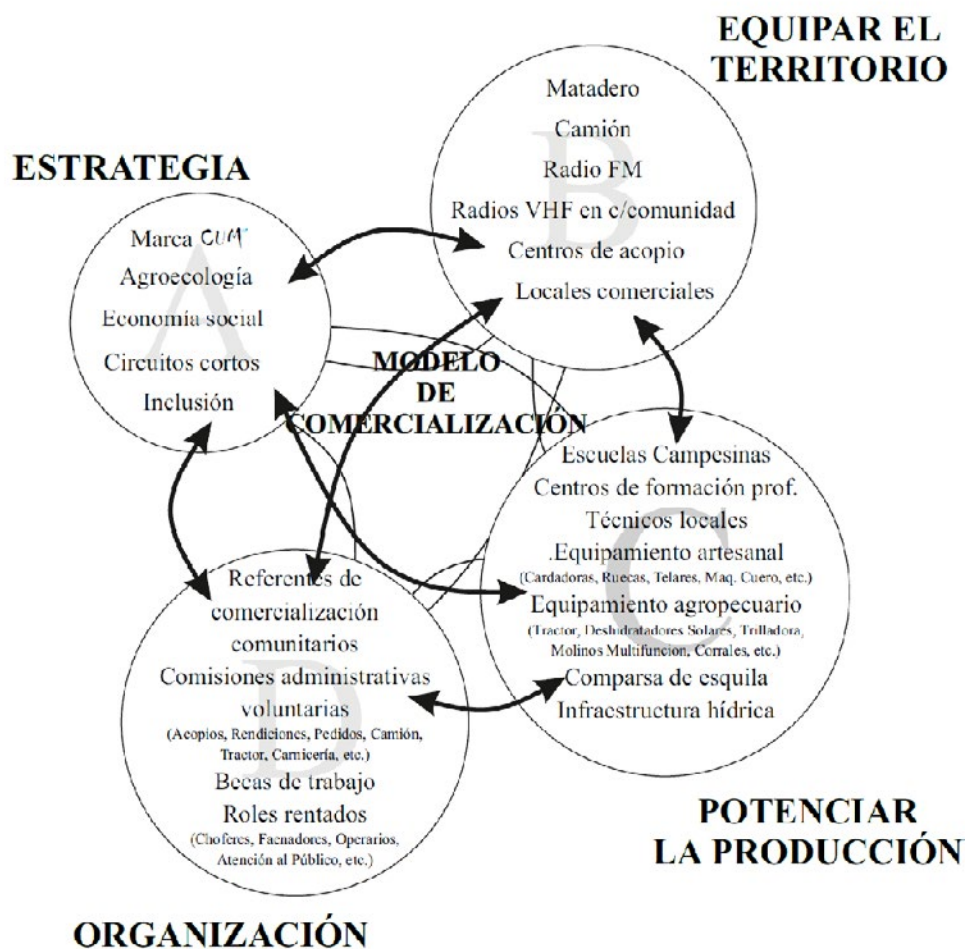 EQUIPAR EL
TERRITORIO
B
Matadero
Camión
Radio FM
Radios VHF en c/comunidad
Centros de acopio
Locales comerciales
ESTRATEGIA
A
Marca CUM
Agroecología
Economía social
Circuitos cortos
Inclusión
MODELO
DE
COMERCIALIZACIÓN
C
Escuelas Campesinas
Centros de formación prof.
Técnicos locales
.Equipamiento artesanal
(Cardadoras, Ruecas, Telares, Maq. Cuero, etc.)
Equipamiento agropecuario
(Tractor, Deshidratadores Solares, Trilladora,
Molinos Multifuncion, Corrales, etc.)
Comparsa de esquila
Infraestructura hídrica
POTENCIAR
LA PRODUCCIÓN
D
Referentes de
comercialización
comunitarios
Comisiones administrativas
voluntarias
(Acopios, Rendiciones, Pedidos, Camión,
Tractor, Carnicería, etc.)
Becas de trabajo
Roles rentados
(Choferes, Faenadores, Operarios,
Atención al Público, etc.)
ORGANIZACIÓN